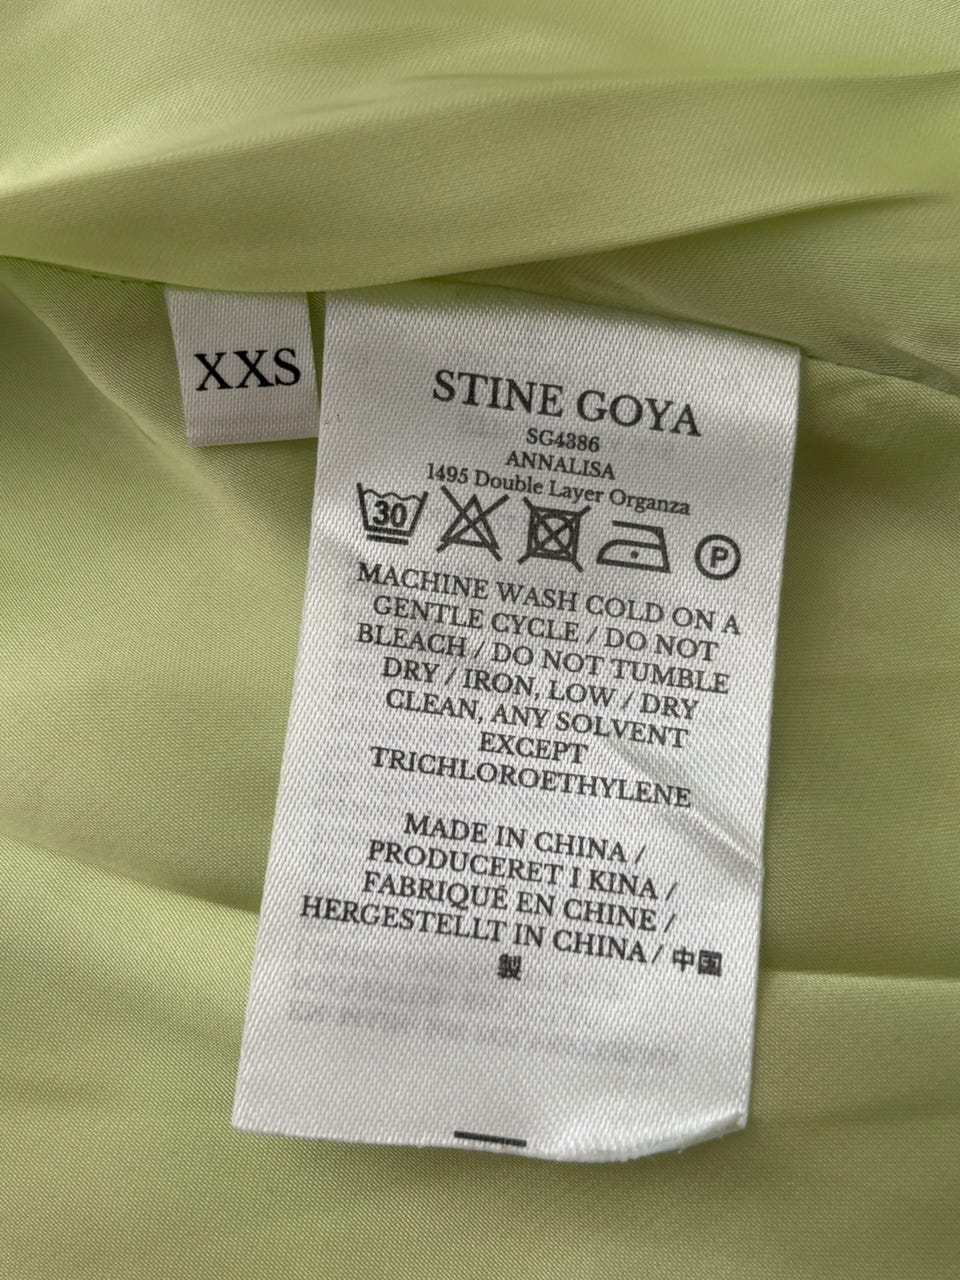 XXS
STINE GOYA
SG4386
ANNALISA
1495 Double Layer Organza
30
P
MACHINE WASH COLD ON A
GENTLE CYCLE / DO NOT
BLEACH / DO NOT TUMBLE
DRY / IRON, LOW / DRY
CLEAN, ANY SOLVENT
EXCEPT
TRICHLOROETHYLENE
MADE IN CHINA /
PRODUCERET I KINA /
FABRIQUÉ EN CHINE /
HERGESTELLT IN CHINA / 中国
製